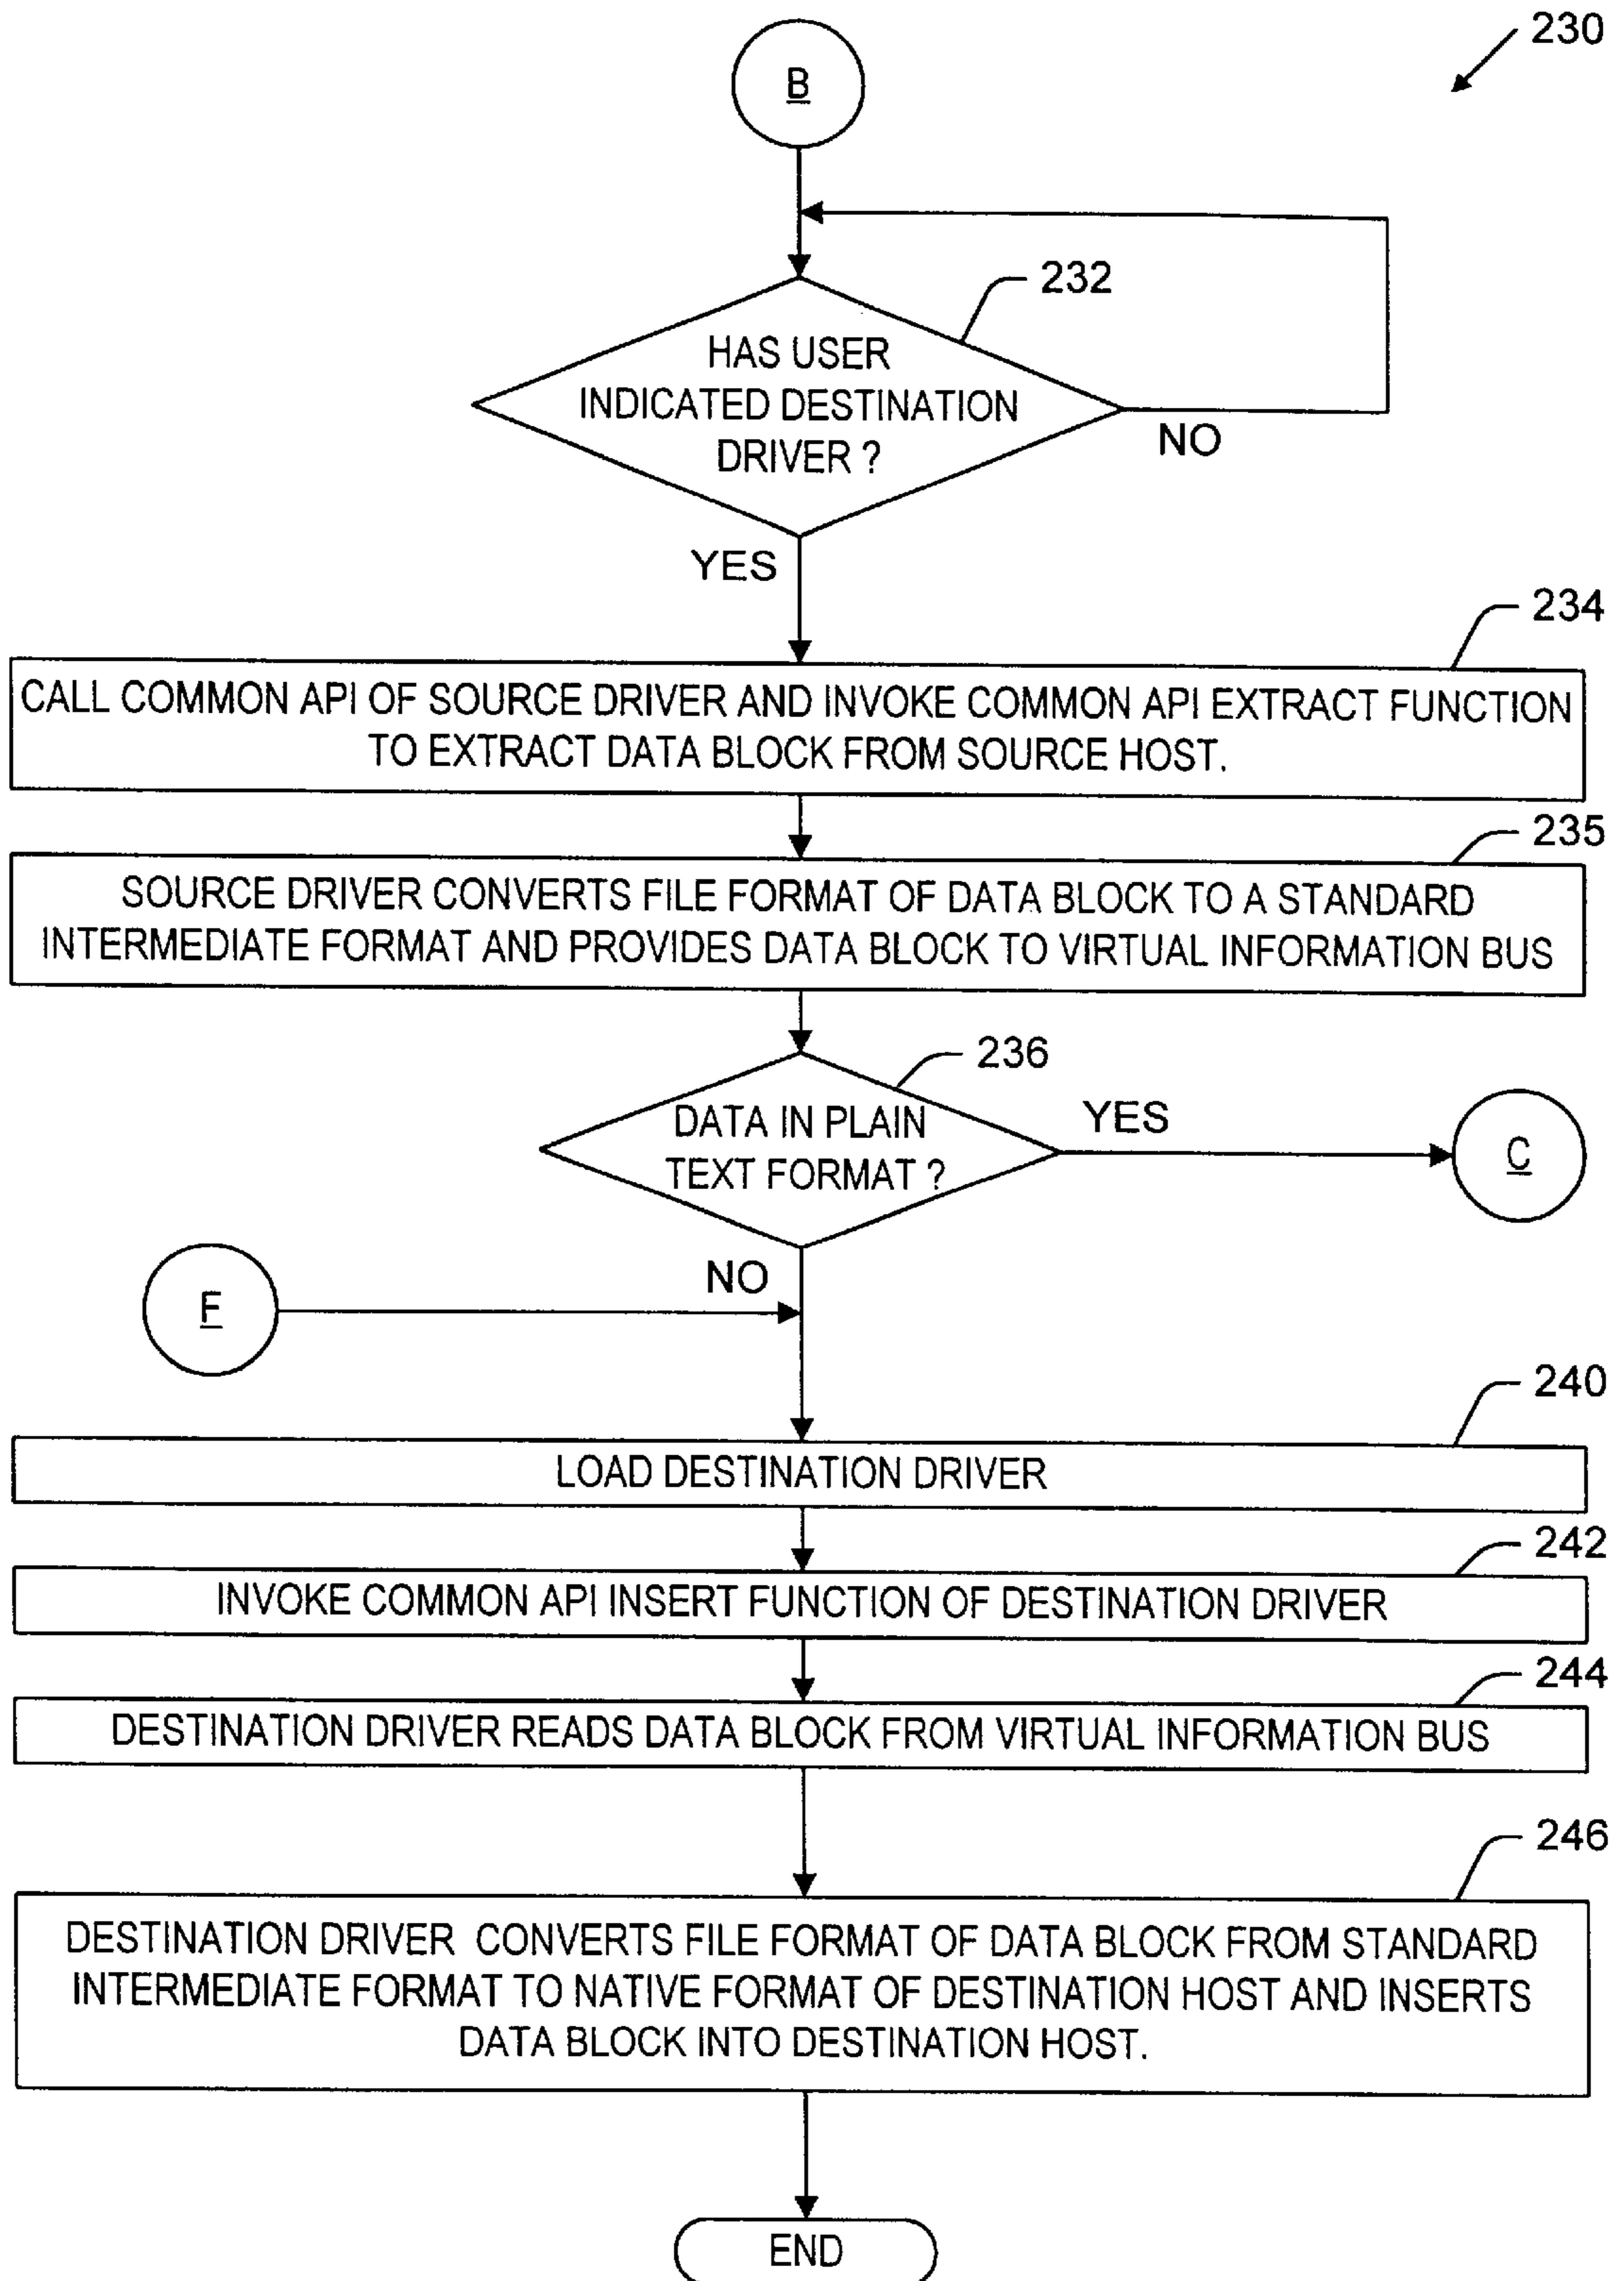 230
B
232
HAS USER
INDICATED DESTINATION
DRIVER ?
NO
YES
234
CALL COMMON API OF SOURCE DRIVER AND INVOKE COMMON API EXTRACT FUNCTION
TO EXTRACT DATA BLOCK FROM SOURCE HOST.
235
SOURCE DRIVER CONVERTS FILE FORMAT OF DATA BLOCK TO A STANDARD
INTERMEDIATE FORMAT AND PROVIDES DATA BLOCK TO VIRTUAL INFORMATION BUS
236
DATA IN PLAIN
TEXT FORMAT ?
YES
C
NO
F
240
LOAD DESTINATION DRIVER
242
INVOKE COMMON API INSERT FUNCTION OF DESTINATION DRIVER
244
DESTINATION DRIVER READS DATA BLOCK FROM VIRTUAL INFORMATION BUS
246
DESTINATION DRIVER CONVERTS FILE FORMAT OF DATA BLOCK FROM STANDARD
INTERMEDIATE FORMAT TO NATIVE FORMAT OF DESTINATION HOST AND INSERTS
DATA BLOCK INTO DESTINATION HOST.
END